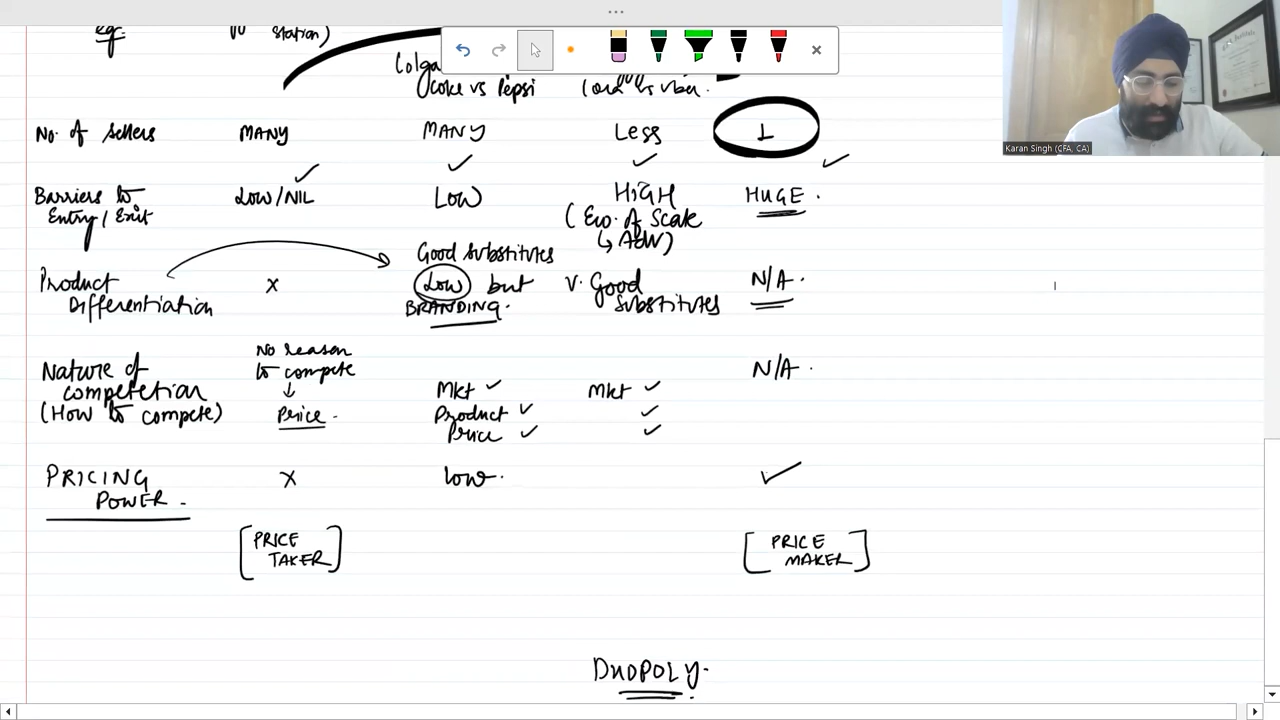 eg.
station)
Coke vs Pepsi
No. of sellers MANY MANY Less 1
Barriers to Entry/Exit Low/NIL Low HIGH HUGE.
(Eco. of Scale
↳ Adv)
Good substitutes
Product Differentiation x Low but BRANDING. V. Good substitutes N/A.
Nature of competetion (How to compete)
No reason to compete
↓
Price.
Mkt ✓ Mkt ✓ N/A.
Product ✓ ✓
Price ✓ ✓
PRICING POWER. x Low. ✓
[PRICE TAKER] [PRICE MAKER]
DUOPOLY.
Karan Singh (CFA, CA)